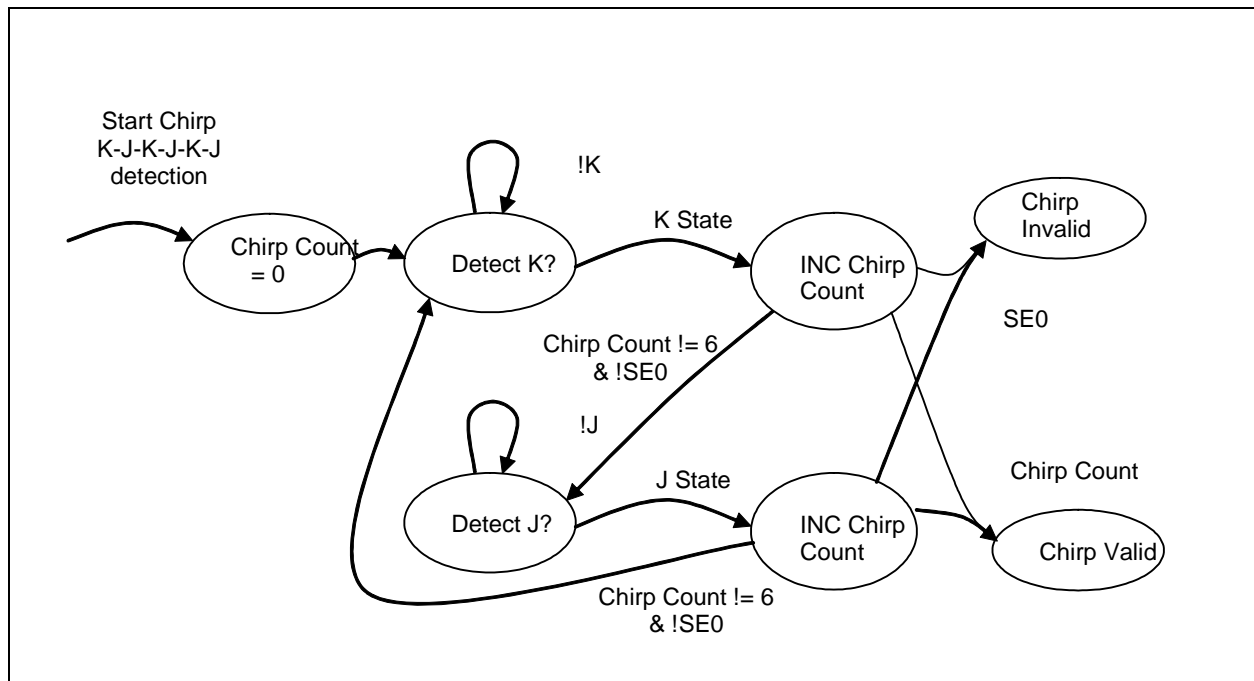 Start Chirp
K-J-K-J-K-J
detection
Chirp Count
= 0
!K
Detect K?
K State
INC Chirp
Count
Chirp
Invalid
SE0
Chirp Count != 6
& !SE0
!J
Detect J?
J State
INC Chirp
Count
Chirp Count
Chirp Valid
Chirp Count != 6
& !SE0